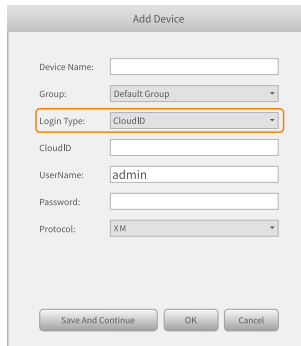 Add Device
Device Name:
Group: Default Group
Login Type: CloudID
CloudID
UserName: admin
Password:
Protocol: XM
Save And Continue OK Cancel